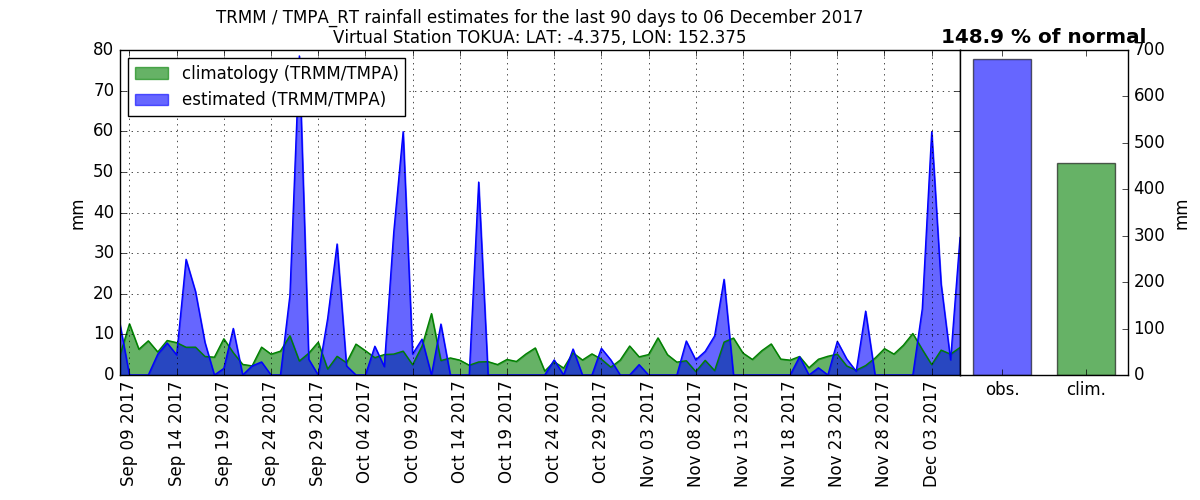 TRMM / TMPA_RT rainfall estimates for the last 90 days to 06 December 2017
Virtual Station TOKUA: LAT: -4.375, LON: 152.375
148.9 % of normal
climatology (TRMM/TMPA)
estimated (TRMM/TMPA)
mm
80
70
60
50
40
30
20
10
0
Sep 09 2017
Sep 14 2017
Sep 19 2017
Sep 24 2017
Sep 29 2017
Oct 04 2017
Oct 09 2017
Oct 14 2017
Oct 19 2017
Oct 24 2017
Oct 29 2017
Nov 03 2017
Nov 08 2017
Nov 13 2017
Nov 18 2017
Nov 23 2017
Nov 28 2017
Dec 03 2017
obs.
clim.
700
600
500
400
300
200
100
0
mm